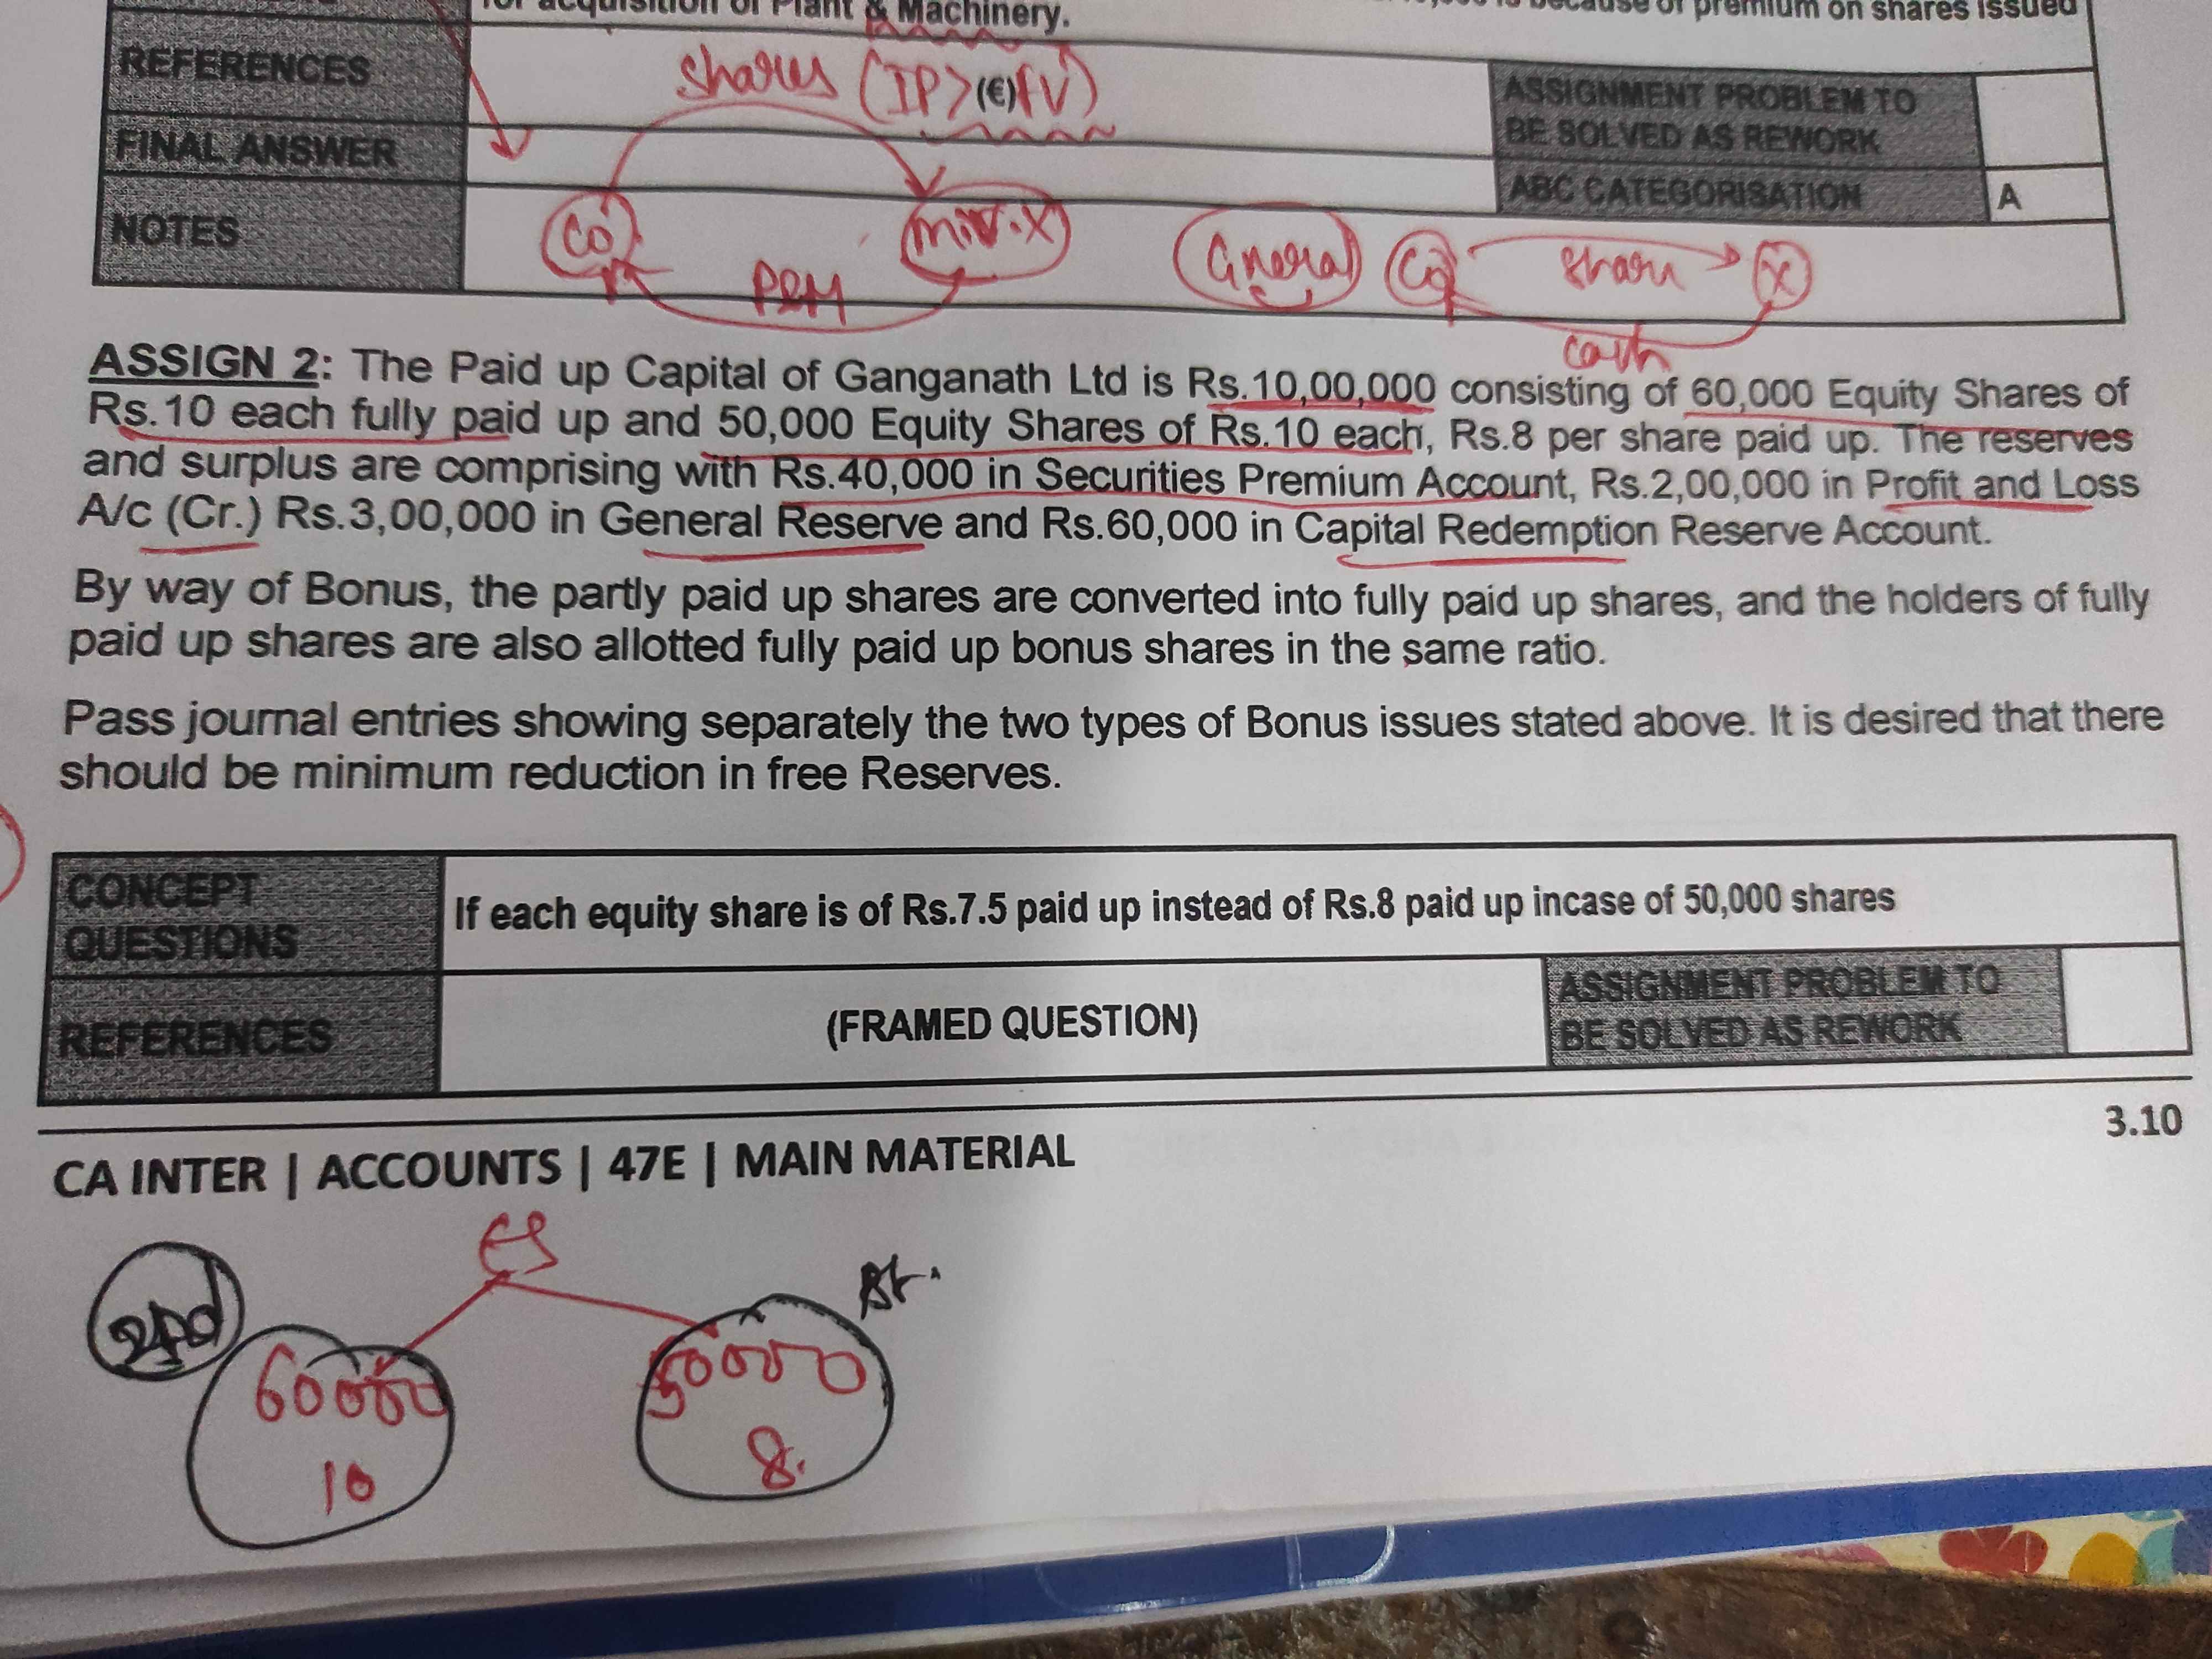 for acquisition of Plant & Machinery.
is because of premium on shares issued
REFERENCES
shares (IP > (€) FV)
ASSIGNMENT PROBLEM TO
BE SOLVED AS REWORK
FINAL ANSWER
ABC CATEGORISATION
A
NOTES
Co
PRM
Co
share
X
cash
ASSIGN 2: The Paid up Capital of Ganganath Ltd is Rs.10,00,000 consisting of 60,000 Equity Shares of
Rs.10 each fully paid up and 50,000 Equity Shares of Rs.10 each, Rs.8 per share paid up. The reserves
and surplus are comprising with Rs.40,000 in Securities Premium Account, Rs.2,00,000 in Profit and Loss
A/c (Cr.) Rs.3,00,000 in General Reserve and Rs.60,000 in Capital Redemption Reserve Account.
By way of Bonus, the partly paid up shares are converted into fully paid up shares, and the holders of fully
paid up shares are also allotted fully paid up bonus shares in the same ratio.
Pass journal entries showing separately the two types of Bonus issues stated above. It is desired that there
should be minimum reduction in free Reserves.
CONCEPT
QUESTIONS
If each equity share is of Rs.7.5 paid up instead of Rs.8 paid up incase of 50,000 shares
REFERENCES
(FRAMED QUESTION)
ASSIGNMENT PROBLEM TO
BE SOLVED AS REWORK
3.10
CA INTER | ACCOUNTS | 47E | MAIN MATERIAL
ES
2nd
60000
10
50000
8.